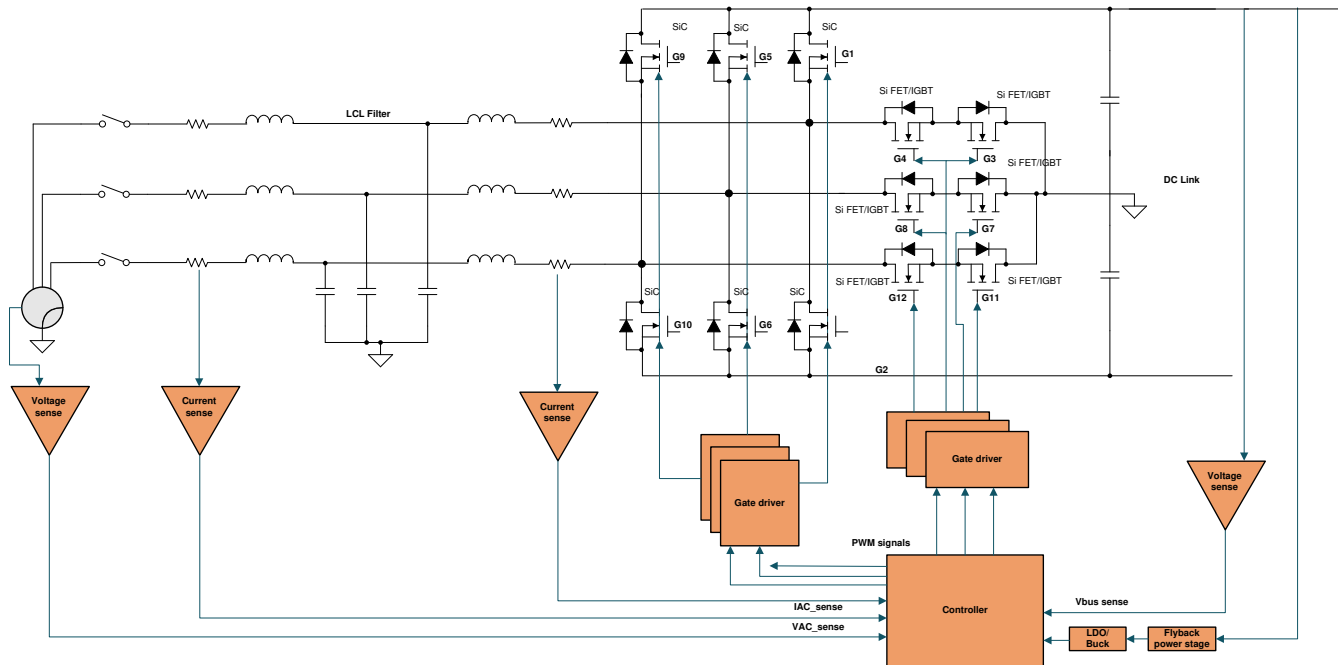 SiC
SiC
SiC
G9
G5
G1
Si FET/IGBT
Si FET/IGBT
LCL Filter
G4
G3
Si FET/IGBT
DC Link
Si FET/IGBT
G8
G7
Si FET/IGBT
Si FET/IGBT
SiC
SiC
G12
G11
G10
G6
G2
Voltage
sense
Current
sense
Current
sense
Gate driver
Gate driver
Voltage
sense
PWM signals
Controller
IAC_sense
VAC_sense
Vbus sense
LDO/
Buck
Flyback
power stage